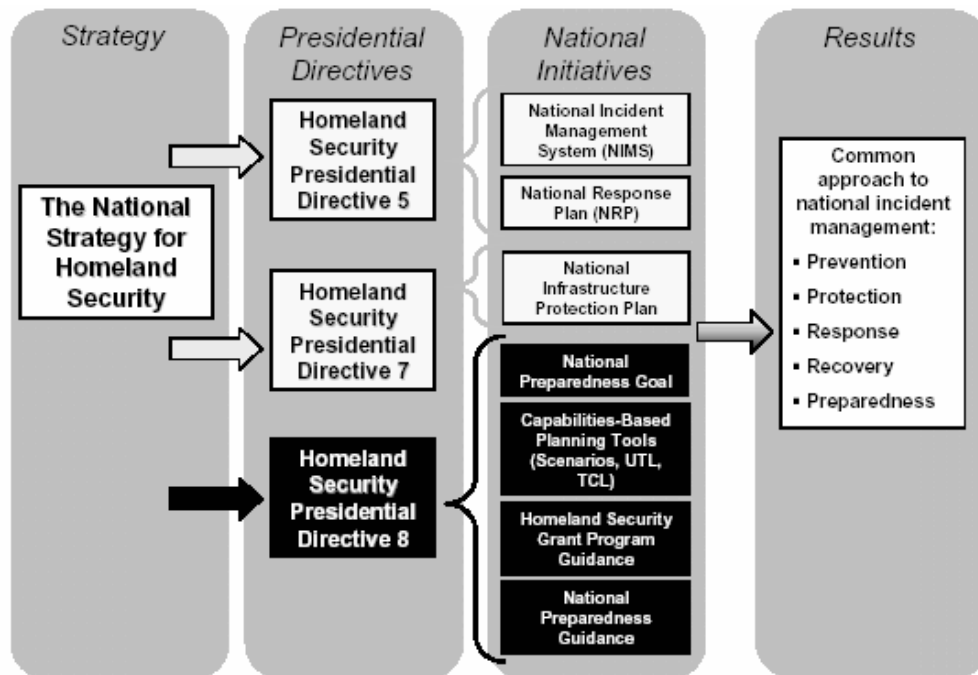 Strategy
The National
Strategy for
Homeland
Security
Presidential
Directives
Homeland
Security
Presidential
Directive 5
Homeland
Security
Presidential
Directive 7
Homeland
Security
Presidential
Directive 8
National
Initiatives
National Incident
Management
System (NIMS)
National Response
Plan (NRP)
National
Infrastructure
Protection Plan
National
Preparedness Goal
Capabilities-Based
Planning Tools
(Scenarios, UTL,
TCL)
Homeland Security
Grant Program
Guidance
National
Preparedness
Guidance
Results
Common
approach to
national incident
management:
▪ Prevention
▪ Protection
▪ Response
▪ Recovery
▪ Preparedness